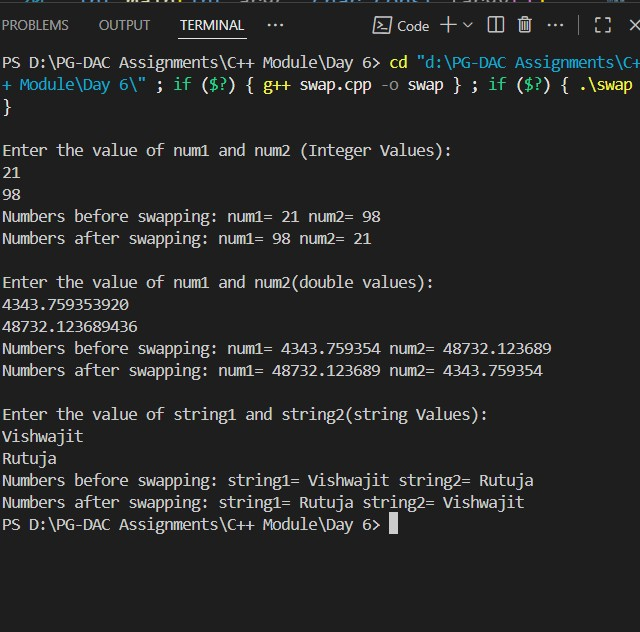 PROBLEMS OUTPUT TERMINAL ... Code
PS D:\PG-DAC Assignments\C++ Module\Day 6> cd "d:\PG-DAC Assignments\C+
+ Module\Day 6\" ; if ($?) { g++ swap.cpp -o swap } ; if ($?) { .\swap
}
Enter the value of num1 and num2 (Integer Values):
21
98
Numbers before swapping: num1= 21 num2= 98
Numbers after swapping: num1= 98 num2= 21
Enter the value of num1 and num2(double values):
4343.759353920
48732.123689436
Numbers before swapping: num1= 4343.759354 num2= 48732.123689
Numbers after swapping: num1= 48732.123689 num2= 4343.759354
Enter the value of string1 and string2(string Values):
Vishwajit
Rutuja
Numbers before swapping: string1= Vishwajit string2= Rutuja
Numbers after swapping: string1= Rutuja string2= Vishwajit
PS D:\PG-DAC Assignments\C++ Module\Day 6>